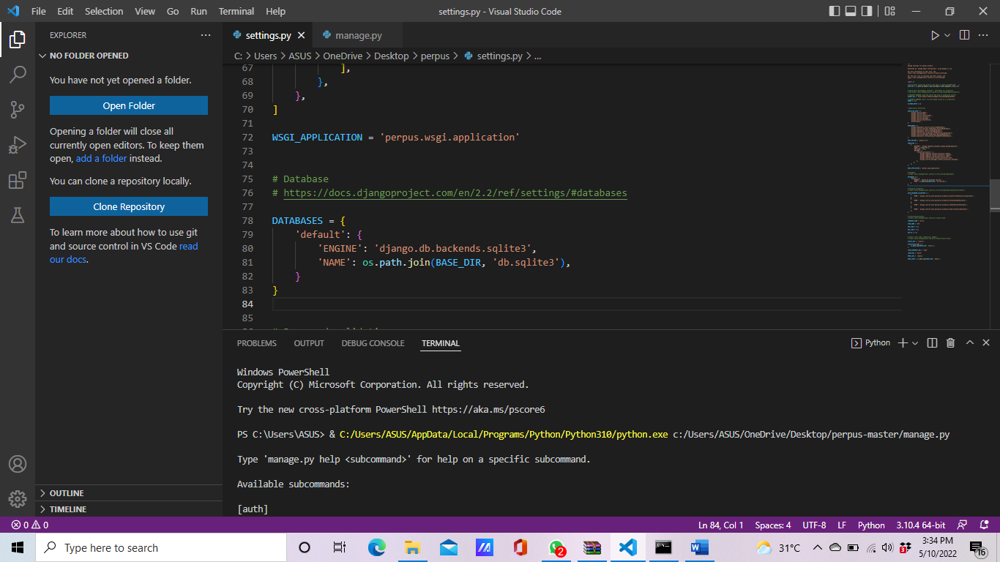 File Edit Selection View Go Run Terminal Help
settings.py - Visual Studio Code
EXPLORER
NO FOLDER OPENED
You have not yet opened a folder.
Open Folder
Opening a folder will close all
currently open editors. To keep them
open, add a folder instead.
You can clone a repository locally.
Clone Repository
To learn more about how to use git
and source control in VS Code read
our docs.
OUTLINE
TIMELINE
settings.py
manage.py
C: > Users > ASUS > OneDrive > Desktop > perpus > settings.py > ...
67 ],
68 },
69 },
70 ]
71
72 WSGI_APPLICATION = 'perpus.wsgi.application'
73
74
75 # Database
76 # https://docs.djangoproject.com/en/2.2/ref/settings/#databases
77
78 DATABASES = {
79 'default': {
80 'ENGINE': 'django.db.backends.sqlite3',
81 'NAME': os.path.join(BASE_DIR, 'db.sqlite3'),
82 }
83 }
84
85
PROBLEMS OUTPUT DEBUG CONSOLE TERMINAL
Python
Windows PowerShell
Copyright (C) Microsoft Corporation. All rights reserved.
Try the new cross-platform PowerShell https://aka.ms/pscore6
PS C:\Users\ASUS> & C:/Users/ASUS/AppData/Local/Programs/Python/Python310/python.exe c:/Users/ASUS/OneDrive/Desktop/perpus-master/manage.py
Type 'manage.py help <subcommand>' for help on a specific subcommand.
Available subcommands:
[auth]
0 0
Ln 84, Col 1 Spaces: 4 UTF-8 LF Python 3.10.4 64-bit
Type here to search
2
31°C
3:34 PM
5/10/2022
16